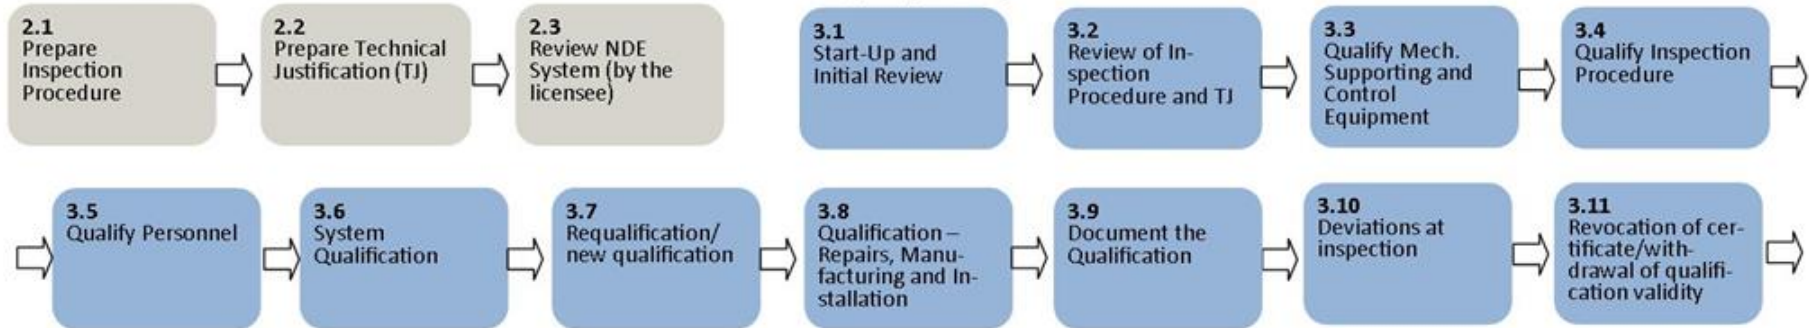 2.1
Prepare
Inspection
Procedure
2.2
Prepare Technical
Justification (TJ)
2.3
Review NDE
System (by the
licensee)
3.1
Start-Up and
Initial Review
3.2
Review of In-
spection
Procedure and TJ
3.3
Qualify Mech.
Supporting and
Control
Equipment
3.4
Qualify Inspection
Procedure
3.5
Qualify Personnel
3.6
System
Qualification
3.7
Requalification/
new qualification
3.8
Qualification –
Repairs, Manu-
facturing and In-
stallation
3.9
Document the
Qualification
3.10
Deviations at
inspection
3.11
Revocation of cer-
tificate/with-
drawal of qualifi-
cation validity